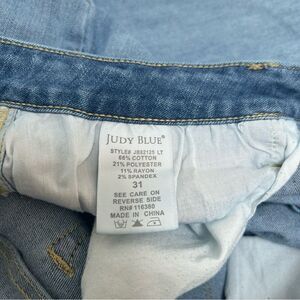 JUDY BLUE®
STYLE# JB82125 LT
66% COTTON
21% POLYESTER
11% RAYON
2% SPANDEX
31
SEE CARE ON
REVERSE SIDE
RN# 116380
MADE IN CHINA